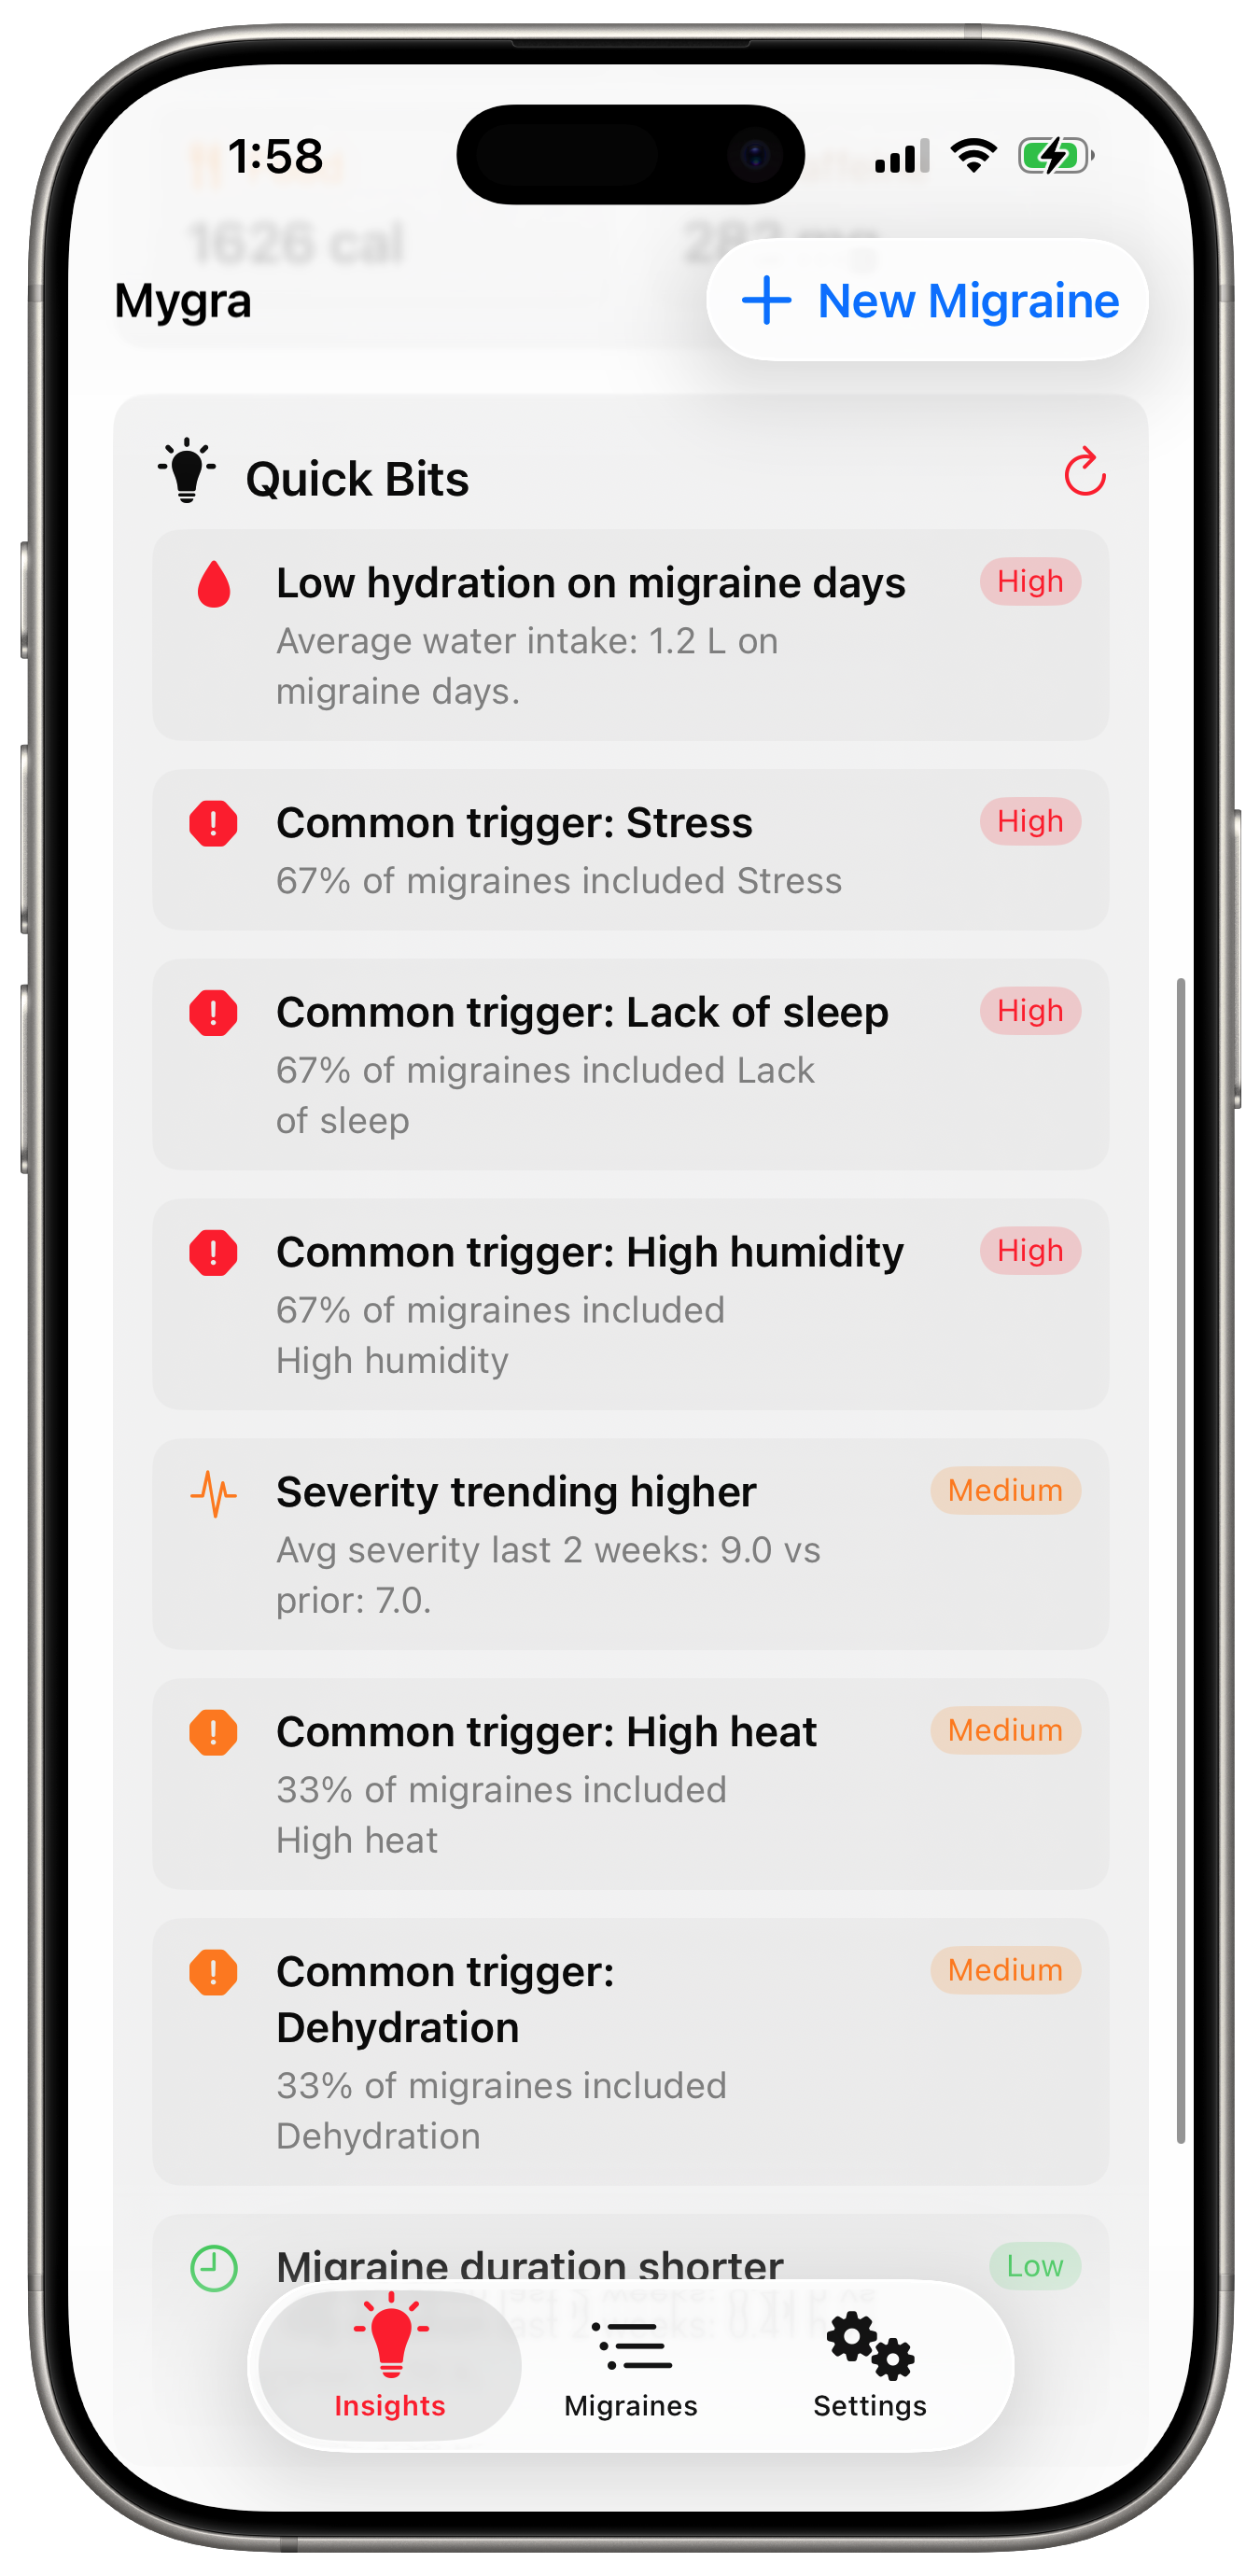 1:58
1626 cal
Mygra
New Migraine
Quick Bits
Low hydration on migraine days
High
Average water intake: 1.2 L on
migraine days.
Common trigger: Stress
High
67% of migraines included Stress
Common trigger: Lack of sleep
High
67% of migraines included Lack
of sleep
Common trigger: High humidity
High
67% of migraines included
High humidity
Severity trending higher
Medium
Avg severity last 2 weeks: 9.0 vs
prior: 7.0.
Common trigger: High heat
Medium
33% of migraines included
High heat
Common trigger:
Dehydration
Medium
33% of migraines included
Dehydration
Migraine duration shorter
Low
Insights
Migraines
Settings